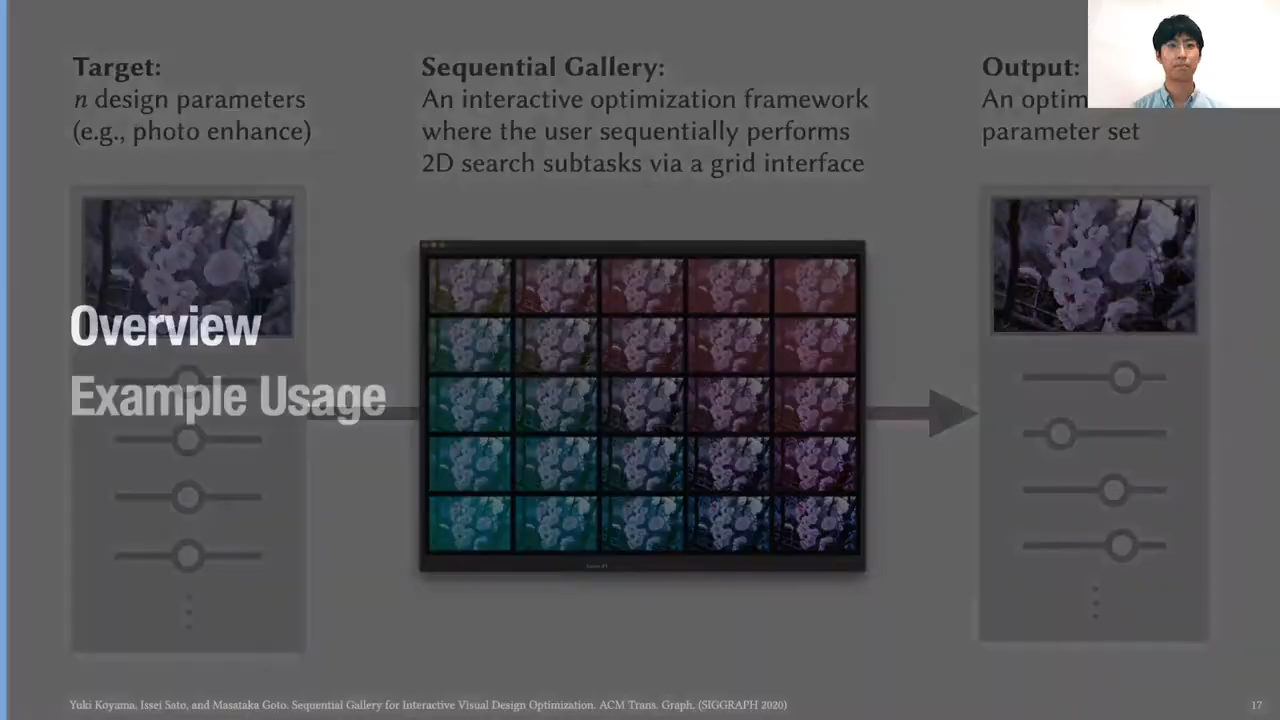 Target:
n design parameters
(e.g., photo enhance)
Sequential Gallery:
An interactive optimization framework
where the user sequentially performs
2D search subtasks via a grid interface
Output:
An optim
parameter set
Overview
Example Usage
Yuki Koyama, Issei Sato, and Masataka Goto. Sequential Gallery for Interactive Visual Design Optimization. ACM Trans. Graph. (SIGGRAPH 2020)
17